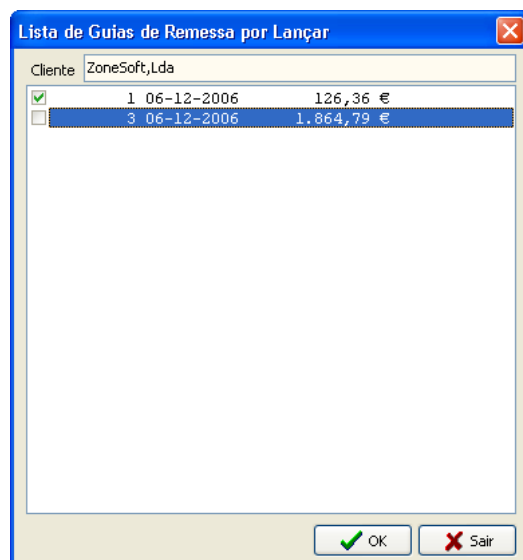 Lista de Guias de Remessa por Lançar
Cliente ZoneSoft,Lda
1 06-12-2006 126,36 €
3 06-12-2006 1.864,79 €
OK Sair